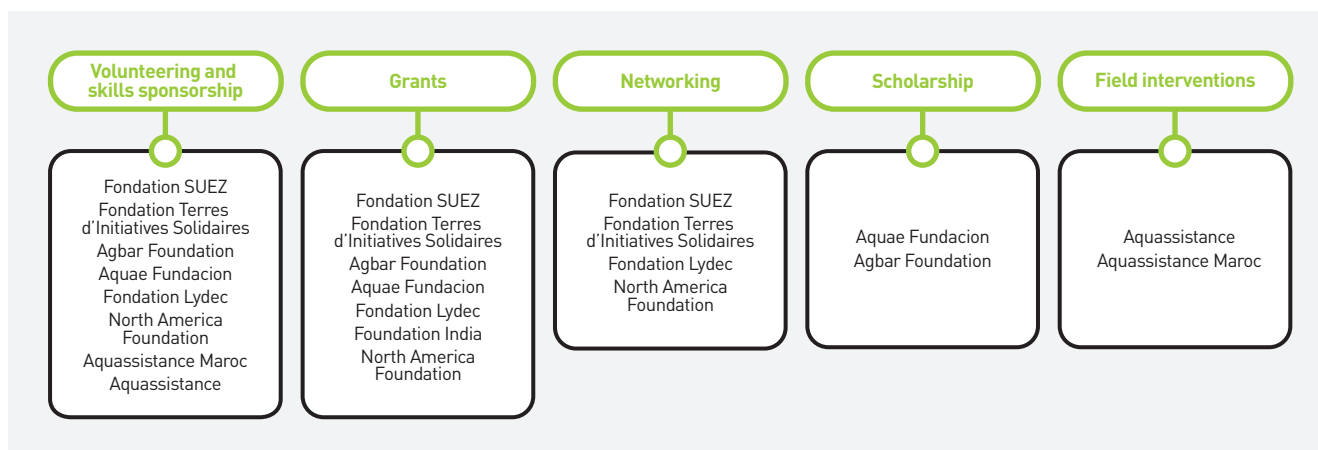 Volunteering and
skills sponsorship
Fondation SUEZ
Fondation Terres
d'Initiatives Solidaires
Agbar Foundation
Aquae Fundacion
Fondation Lydec
North America
Foundation
Aquassistance Maroc
Aquassistance
Grants
Fondation SUEZ
Fondation Terres
d'Initiatives Solidaires
Agbar Foundation
Aquae Fundacion
Fondation Lydec
Foundation India
North America
Foundation
Networking
Fondation SUEZ
Fondation Terres
d'Initiatives Solidaires
Fondation Lydec
North America
Foundation
Scholarship
Aquae Fundacion
Agbar Foundation
Field interventions
Aquassistance
Aquassistance Maroc